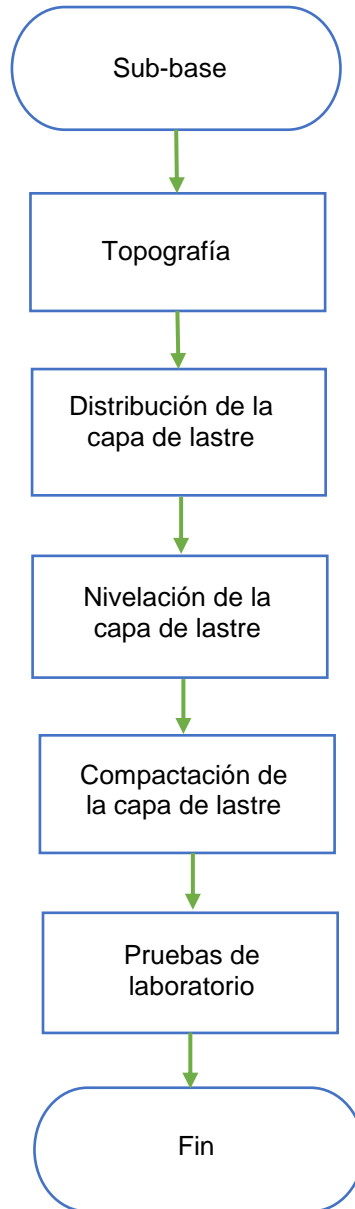 Sub-base
Topografía
Distribución de la
capa de lastre
Nivelación de la
capa de lastre
Compactación de
la capa de lastre
Pruebas de
laboratorio
Fin